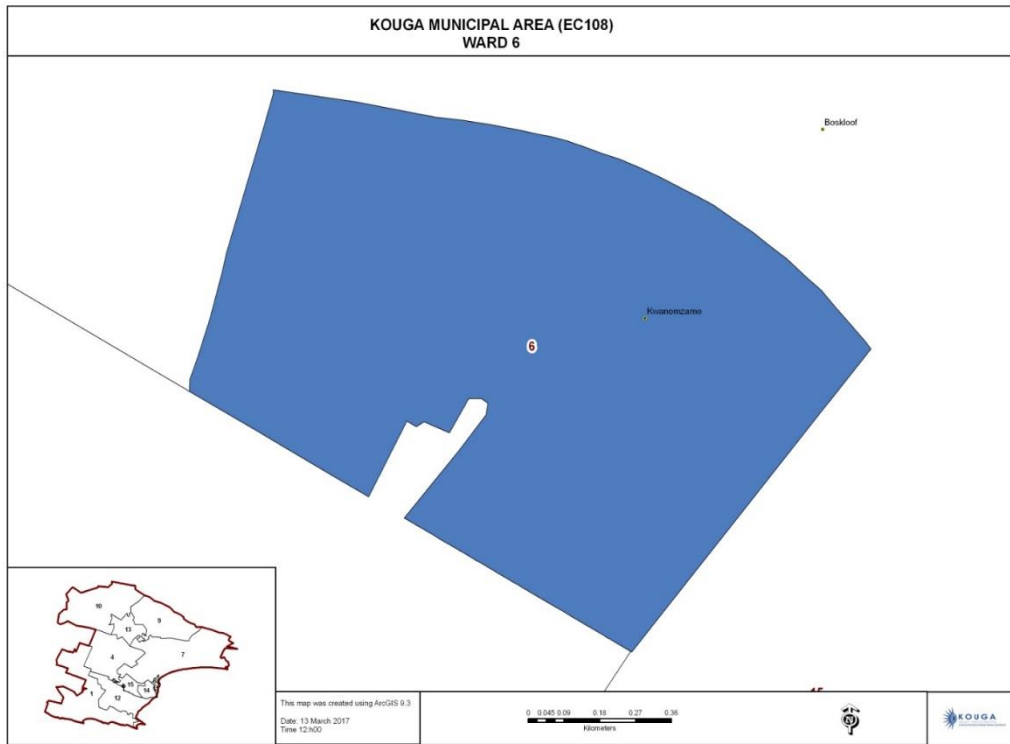 KOUGA MUNICIPAL AREA (EC108)
WARD 6
Boskloof
Kwanomzamo
6
10
9
13
4
7
15
14
1
12
This map was created using ArcGIS 9.3
Date: 13 March 2017
Time 12:h00
0 0.045 0.09 0.18 0.27 0.36
Kilometers
N
KOUGA